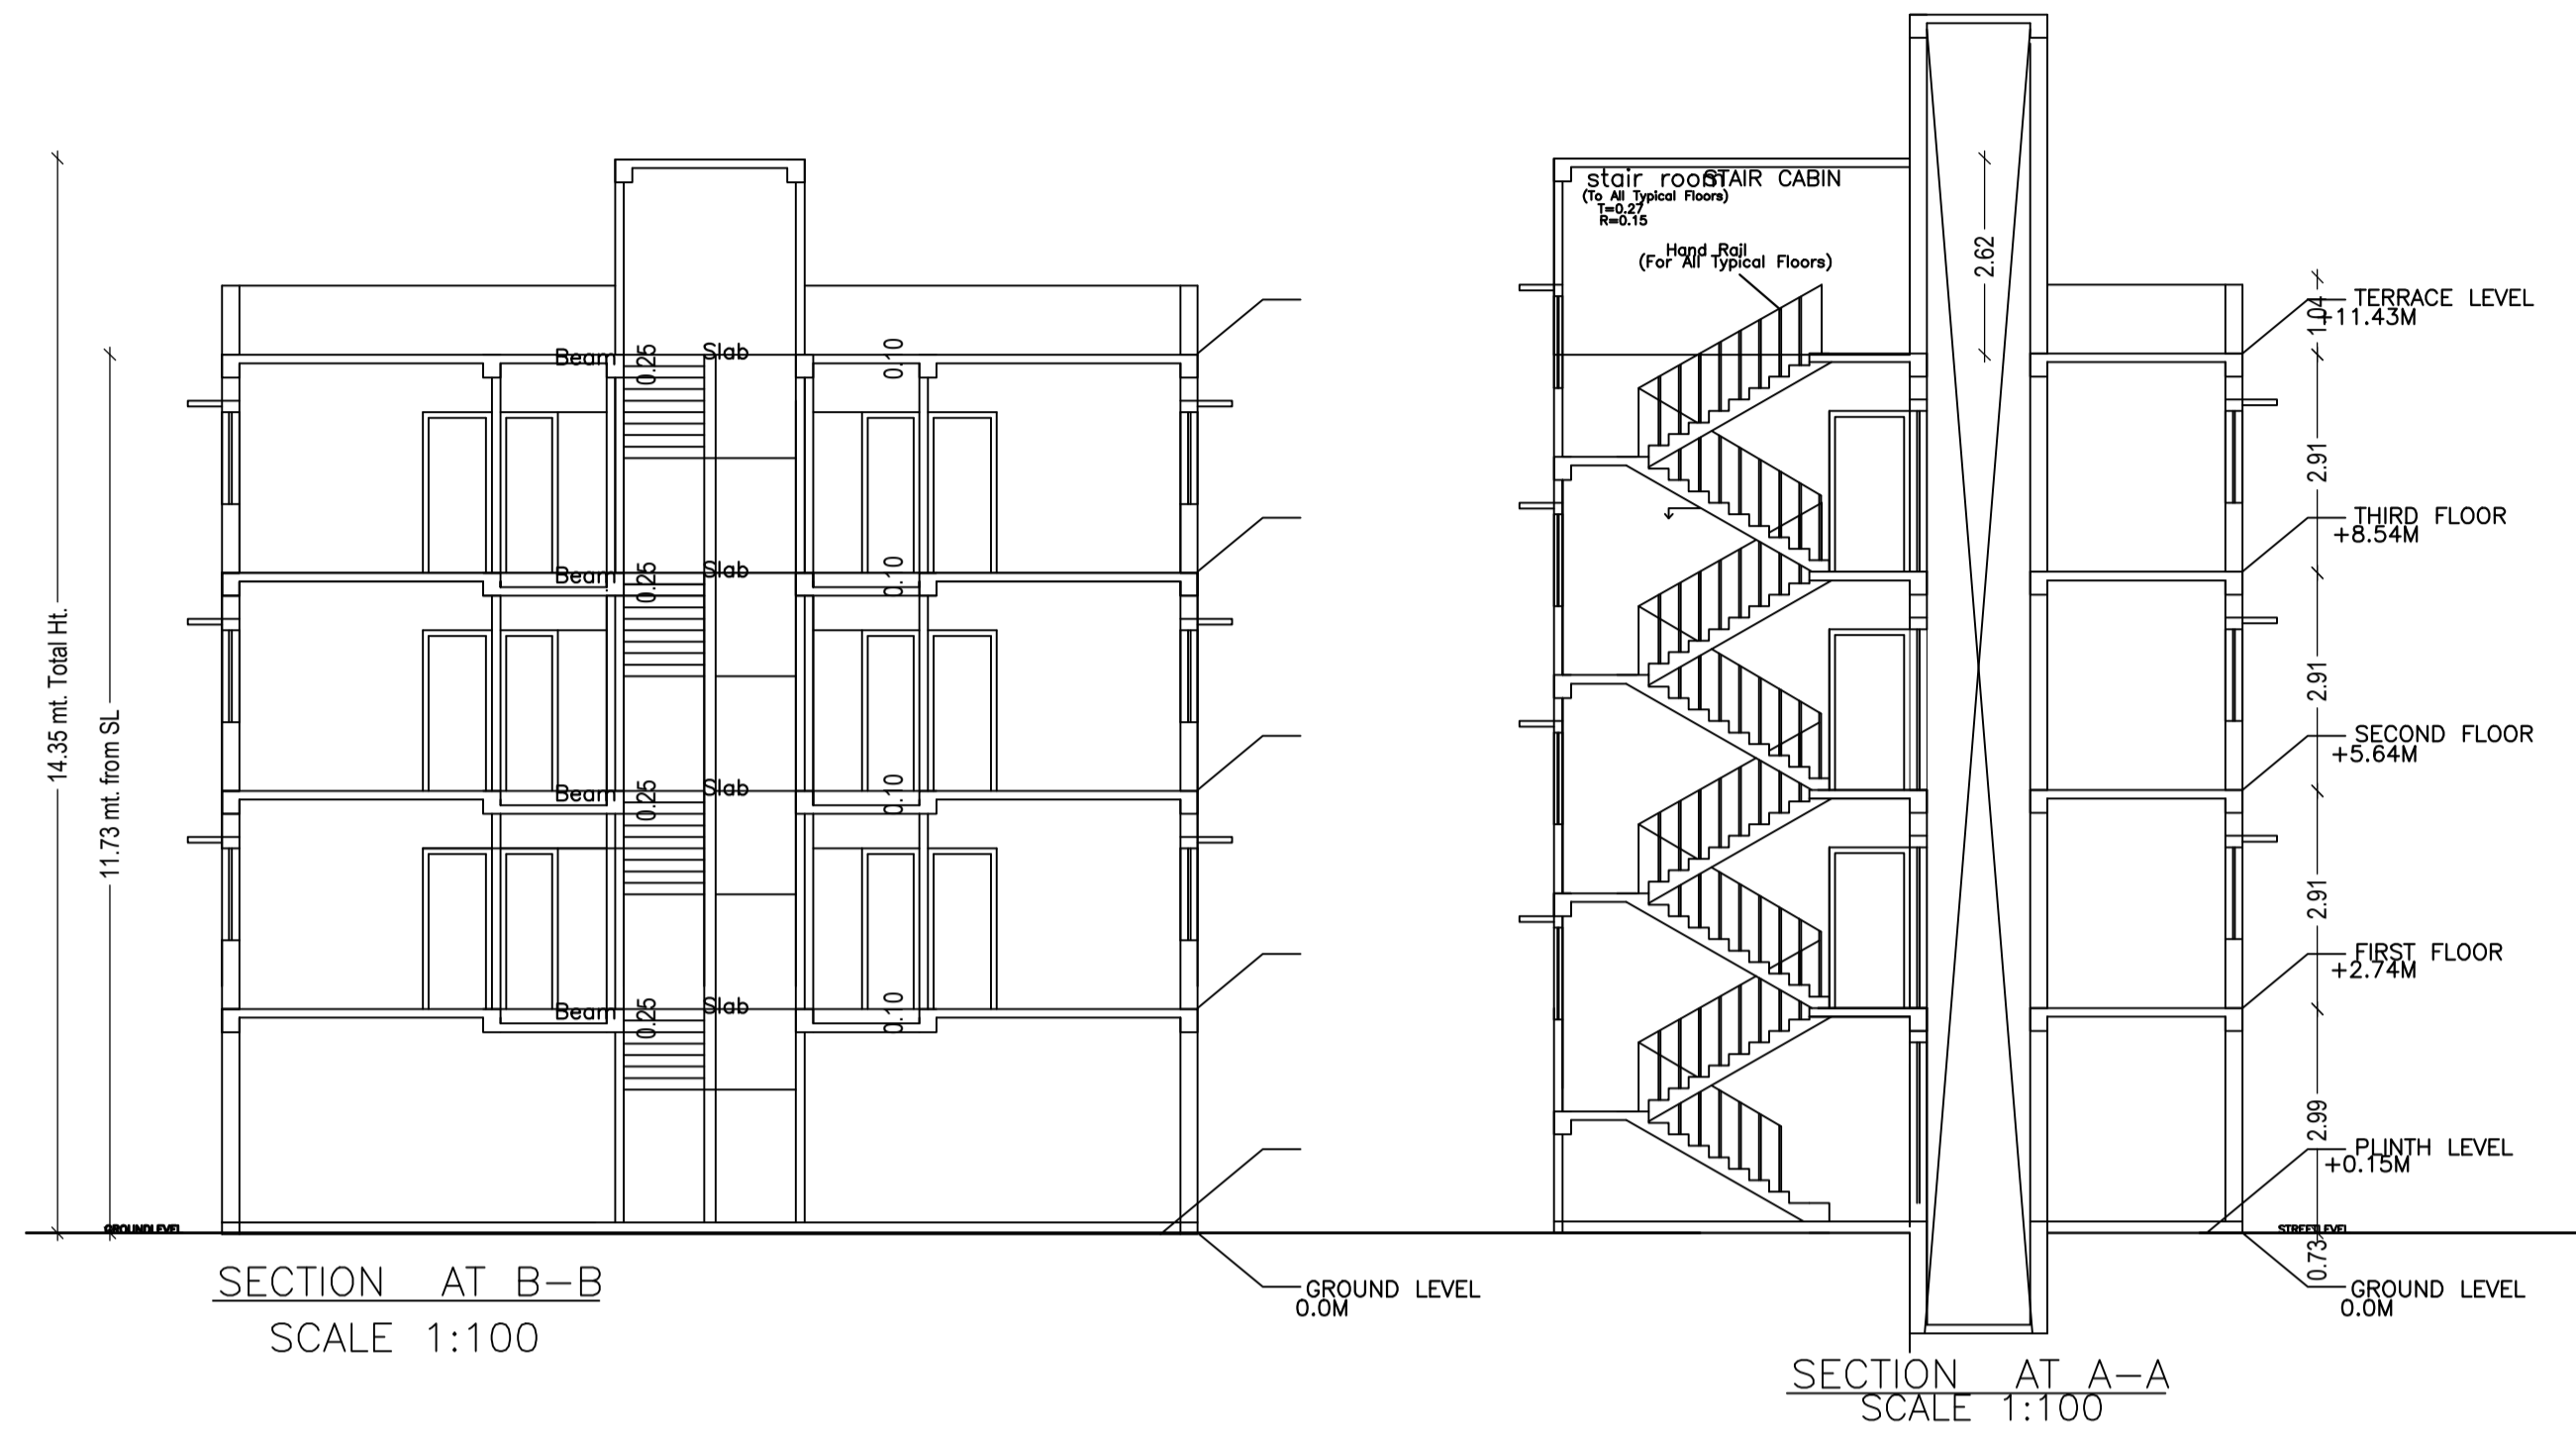 14.35 mt. Total Ht.
11.73 mt. from SL
Beam
0.25
Slab
0.10
Beam
0.25
Slab
0.10
Beam
0.25
Slab
0.10
Beam
0.25
Slab
0.10
GROUNDLEVEL
GROUND LEVEL
0.0M
SECTION AT B-B
SCALE 1:100
stair room
STAIR CABIN
(To All Typical Floors)
T=0.27
R=0.15
Hand Rail
(For All Typical Floors)
2.62
1.04
TERRACE LEVEL
+11.43M
2.91
THIRD FLOOR
+8.54M
2.91
SECOND FLOOR
+5.64M
2.91
FIRST FLOOR
+2.74M
2.99
PLINTH LEVEL
+0.15M
STREETLEVEL
0.73
GROUND LEVEL
0.0M
SECTION AT A-A
SCALE 1:100